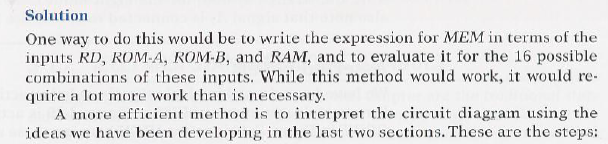 Solution
One way to do this would be to write the expression for MEM in terms of the
inputs RD, ROM-A, ROM-B, and RAM, and to evaluate it for the 16 possible
combinations of these inputs. While this method would work, it would re-
quire a lot more work than is necessary.
A more efficient method is to interpret the circuit diagram using the
ideas we have been developing in the last two sections. These are the steps: